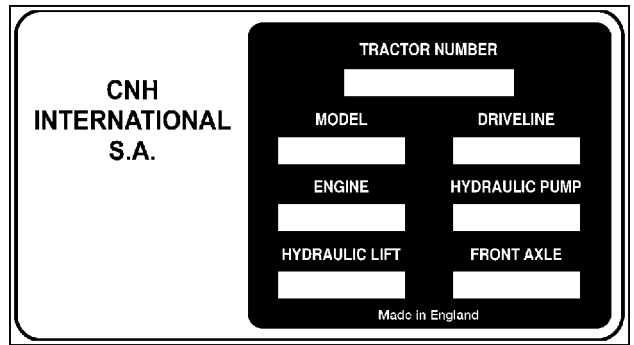 CNH
INTERNATIONAL
S.A.
TRACTOR NUMBER
MODEL DRIVELINE
ENGINE HYDRAULIC PUMP
HYDRAULIC LIFT FRONT AXLE
Made in England